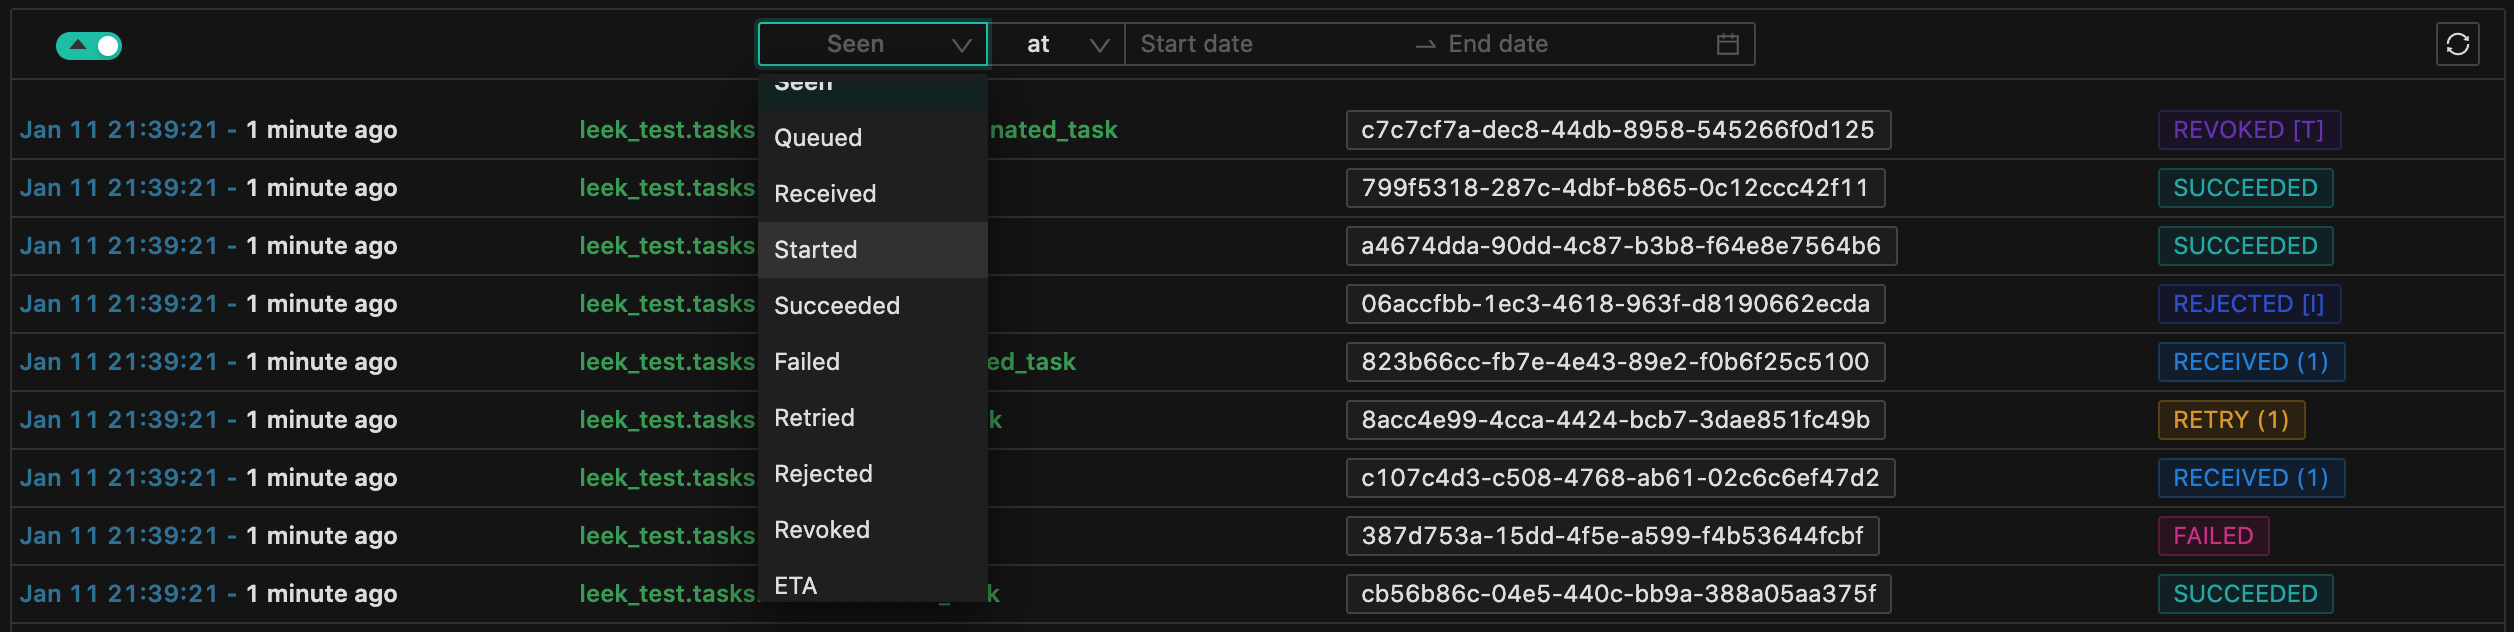 Seen at Start date → End date
Seen
Jan 11 21:39:21 - 1 minute ago leek_test.tasks. nated_task c7c7cf7a-dec8-44db-8958-545266f0d125 REVOKED [T]
Queued
Jan 11 21:39:21 - 1 minute ago leek_test.tasks. 799f5318-287c-4dbf-b865-0c12ccc42f11 SUCCEEDED
Received
Jan 11 21:39:21 - 1 minute ago leek_test.tasks. a4674dda-90dd-4c87-b3b8-f64e8e7564b6 SUCCEEDED
Started
Jan 11 21:39:21 - 1 minute ago leek_test.tasks. 06accfbb-1ec3-4618-963f-d8190662ecda REJECTED [I]
Succeeded
Jan 11 21:39:21 - 1 minute ago leek_test.tasks. ed_task 823b66cc-fb7e-4e43-89e2-f0b6f25c5100 RECEIVED (1)
Failed
Jan 11 21:39:21 - 1 minute ago leek_test.tasks. k 8acc4e99-4cca-4424-bcb7-3dae851fc49b RETRY (1)
Retried
Jan 11 21:39:21 - 1 minute ago leek_test.tasks. c107c4d3-c508-4768-ab61-02c6c6ef47d2 RECEIVED (1)
Rejected
Jan 11 21:39:21 - 1 minute ago leek_test.tasks. 387d753a-15dd-4f5e-a599-f4b53644fcbf FAILED
Revoked
Jan 11 21:39:21 - 1 minute ago leek_test.tasks. k cb56b86c-04e5-440c-bb9a-388a05aa375f SUCCEEDED
ETA